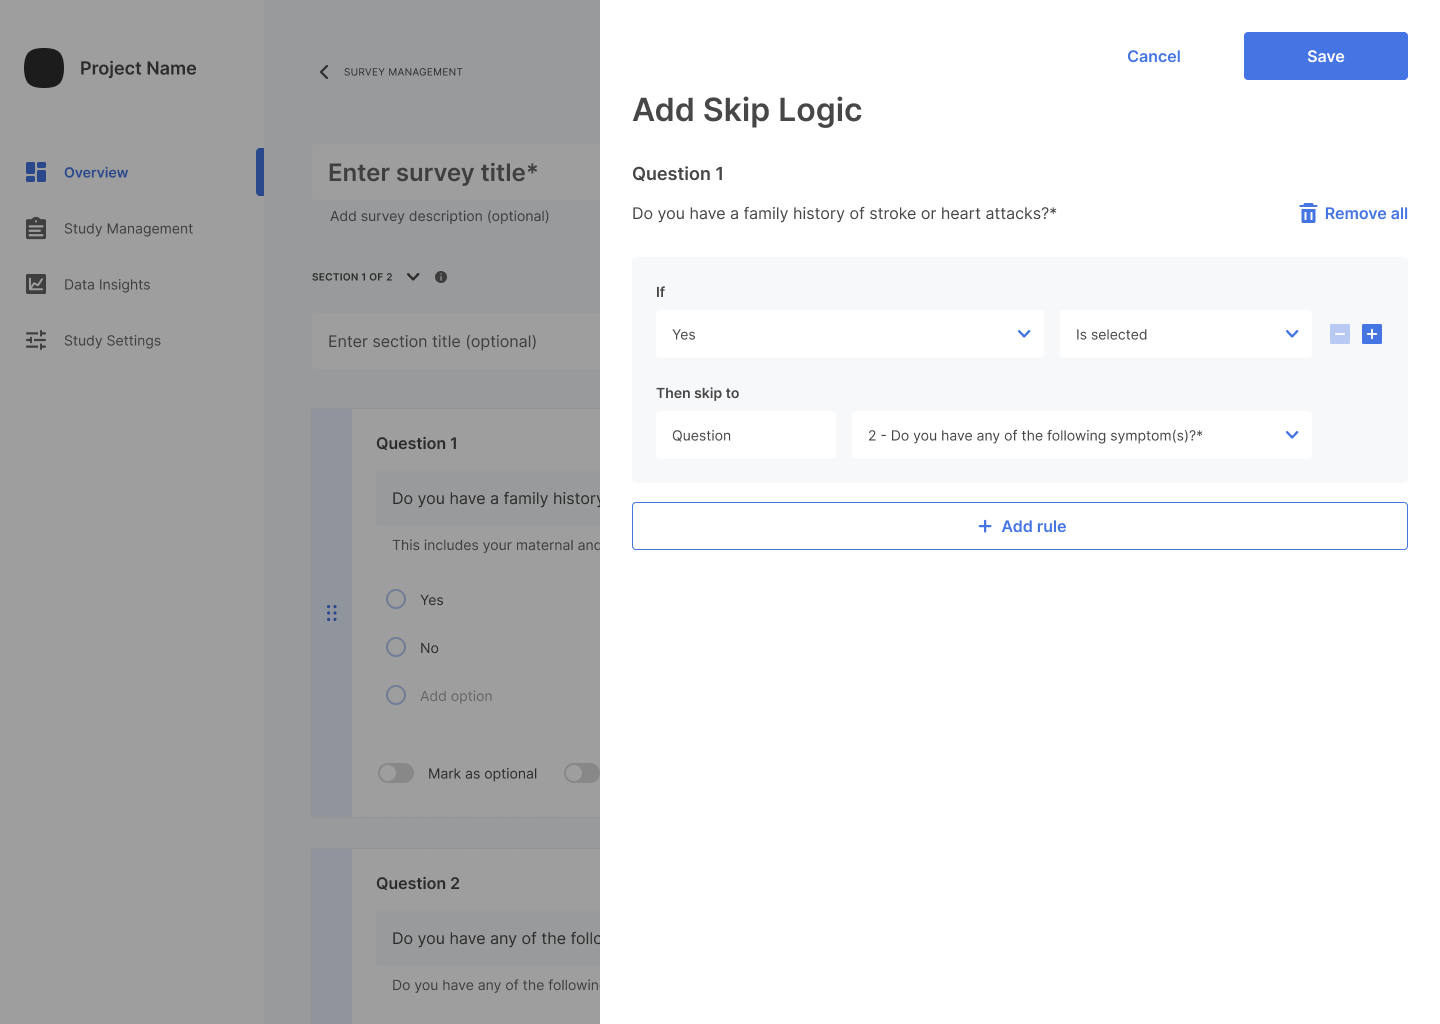 Project Name
Overview
Study Management
Data Insights
Study Settings
SURVEY MANAGEMENT
Enter survey title*
Add survey description (optional)
SECTION 1 OF 2
Enter section title (optional)
Question 1
Do you have a family history
This includes your maternal and
Yes
No
Add option
Mark as optional
Question 2
Do you have any of the follo
Do you have any of the followin
Cancel
Save
Add Skip Logic
Question 1
Do you have a family history of stroke or heart attacks?*
Remove all
If
Yes
Is selected
Then skip to
Question
2 - Do you have any of the following symptom(s)?*
+ Add rule